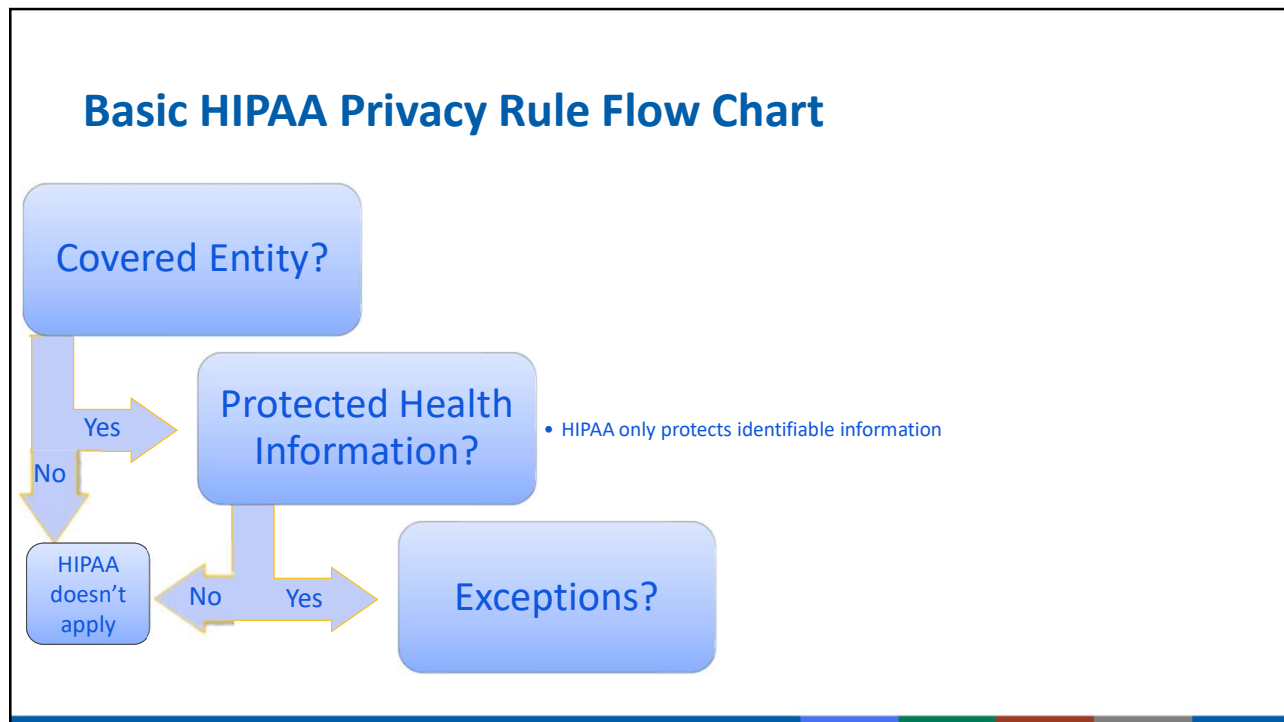 Basic HIPAA Privacy Rule Flow Chart
Covered Entity?
Yes
No
Protected Health
Information?
• HIPAA only protects identifiable information
HIPAA
doesn’t
apply
No
Yes
Exceptions?